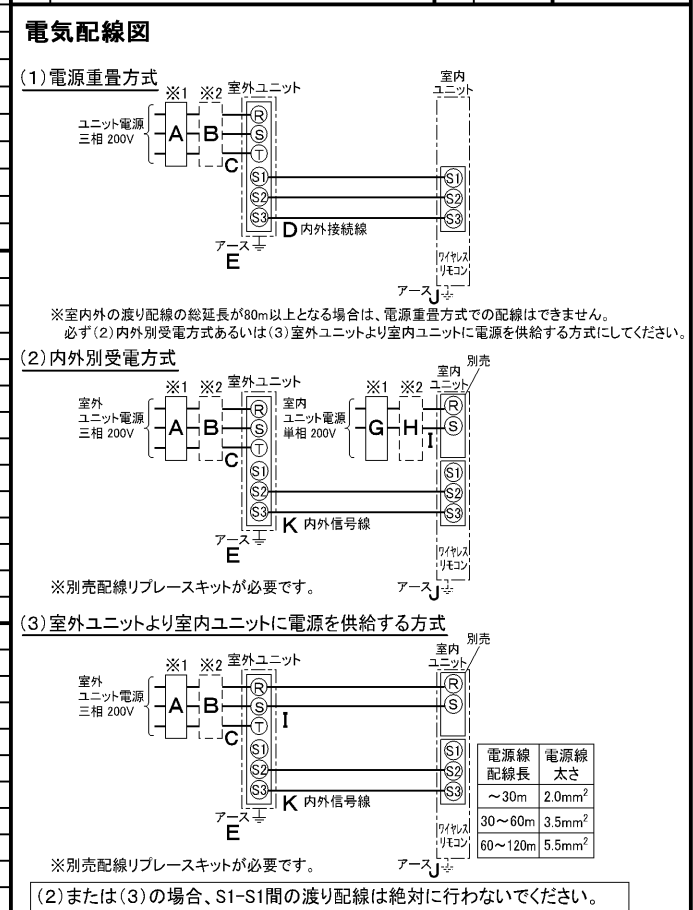 電気配線図
(1)電源重畳方式
※1 ※2 室外ユニット
室内
ユニット
ユニット電源
三相 200V
A B
R
S
T
C
S1 S1
S2 S2
S3 S3
D 内外接続線
アース
E
ワイヤレス
リモコン
アース J
※室内外の渡り配線の総延長が80m以上となる場合は、電源重畳方式での配線はできません。
必ず(2)内外別受電方式あるいは(3)室外ユニットより室内ユニットに電源を供給する方式にしてください。
(2)内外別受電方式
※1 ※2 室外ユニット
※1 ※2
室内
ユニット
別売
室外
ユニット電源
三相 200V
A B
R
S
T
C
室内
ユニット電源
単相 200V
G H
I
R
S
S1 S1
S2 S2
S3 S3
K 内外信号線
アース
E
ワイヤレス
リモコン
アース J
※別売配線リプレースキットが必要です。
(3)室外ユニットより室内ユニットに電源を供給する方式
※1 ※2 室外ユニット
室内
ユニット
別売
室外
ユニット電源
三相 200V
A B
R R
S S
T
C
I
S1 S1
S2 S2
S3 S3
K 内外信号線
アース
E
ワイヤレス
リモコン
アース J
電源線 電源線
配線長 太さ
～30m 2.0mm²
30～60m 3.5mm²
60～120m 5.5mm²
※別売配線リプレースキットが必要です。
(2)または(3)の場合、S1-S1間の渡り配線は絶対に行わないでください。